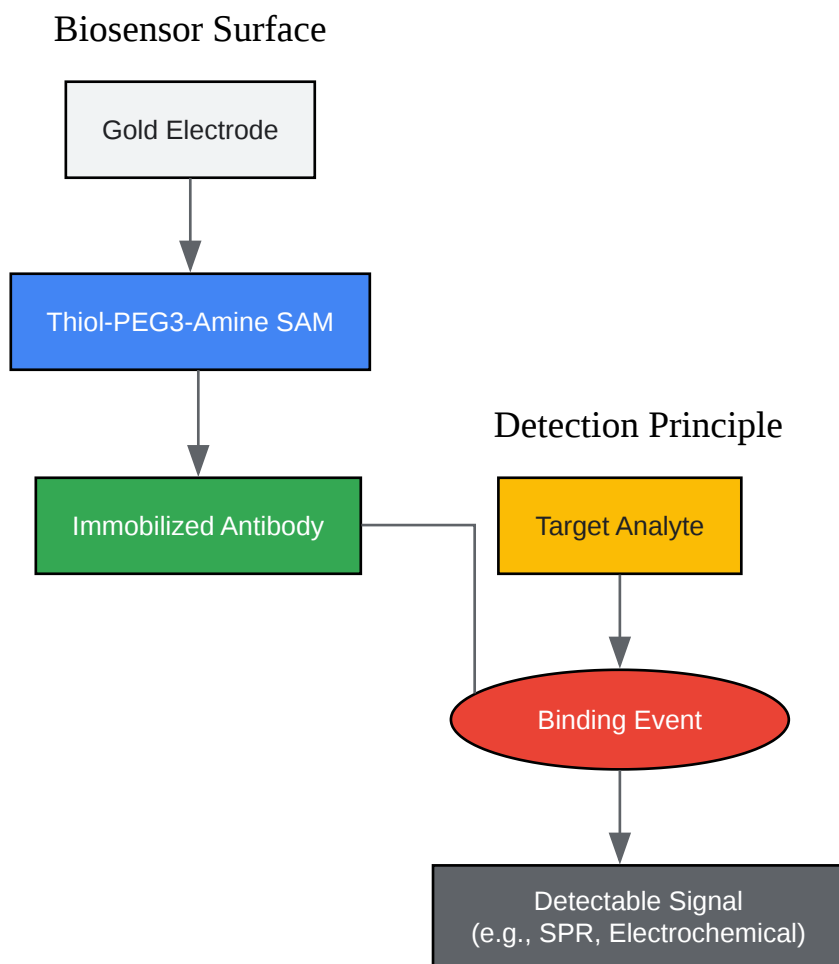 Biosensor Surface
Gold Electrode
Thiol-PEG3-Amine SAM
Immobilized Antibody
Detection Principle
Target Analyte
Binding Event
Detectable Signal
(e.g., SPR, Electrochemical)